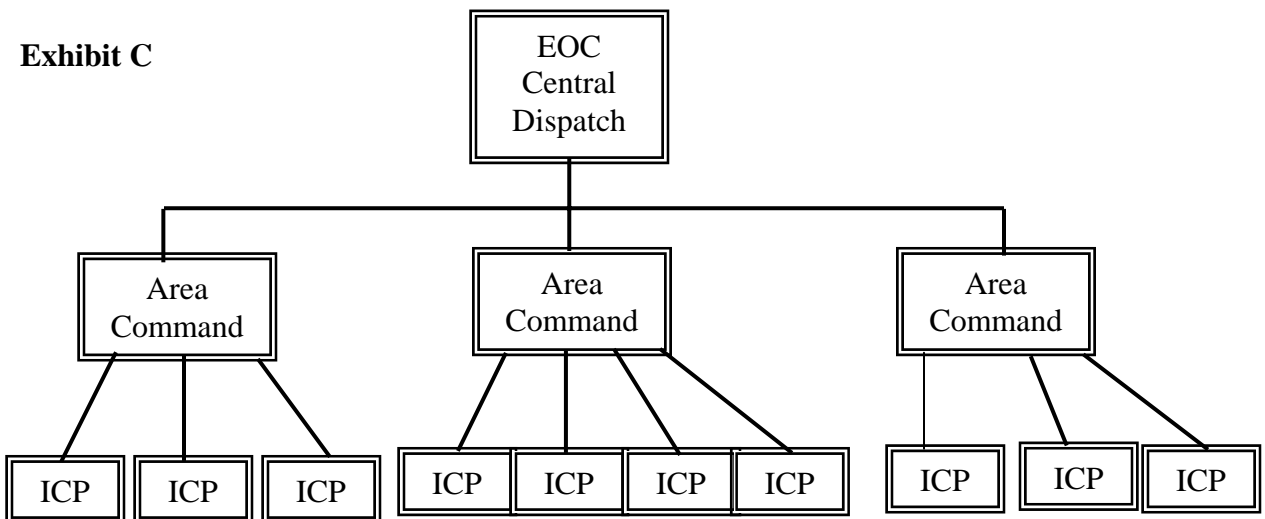 Exhibit C
EOC
Central
Dispatch
Area
Command
Area
Command
Area
Command
ICP
ICP
ICP
ICP
ICP
ICP
ICP
ICP
ICP
ICP